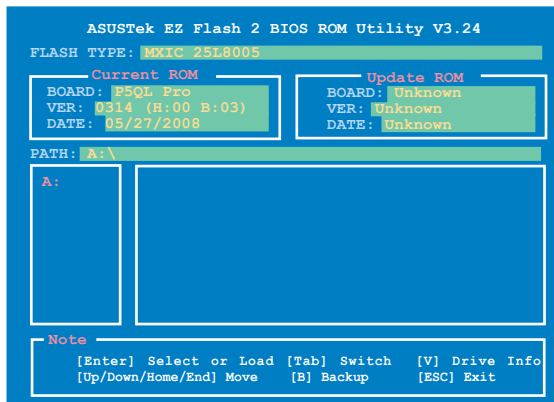 ASUSTek EZ Flash 2 BIOS ROM Utility V3.24
FLASH TYPE: MXIC 25L8005
Current ROM
BOARD: P5QL Pro
VER: 0314 (H:00 B:03)
DATE: 05/27/2008
Update ROM
BOARD: Unknown
VER: Unknown
DATE: Unknown
PATH: A:\
A:
Note
[Enter] Select or Load [Tab] Switch [V] Drive Info
[Up/Down/Home/End] Move [B] Backup [ESC] Exit